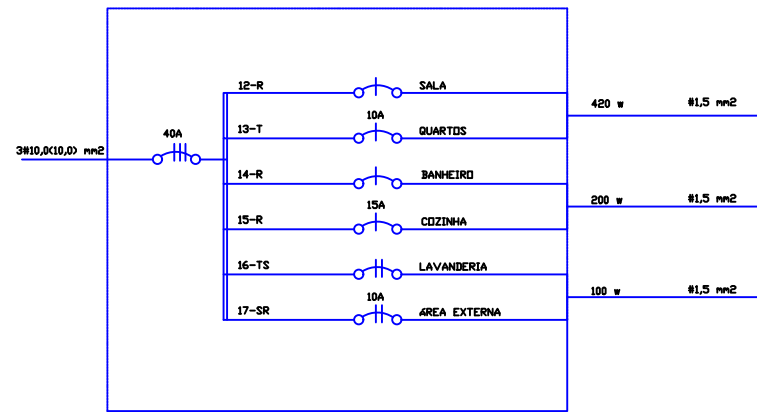 12-R SALA
420 w #1,5 mm2
10A
13-T QUARTOS
40A
3#10,0(10,0) mm2
14-R BANHEIRO
200 w #1,5 mm2
15A
15-R COZINHA
16-TS LAVANDERIA
100 w #1,5 mm2
10A
17-SR ÁREA EXTERNA